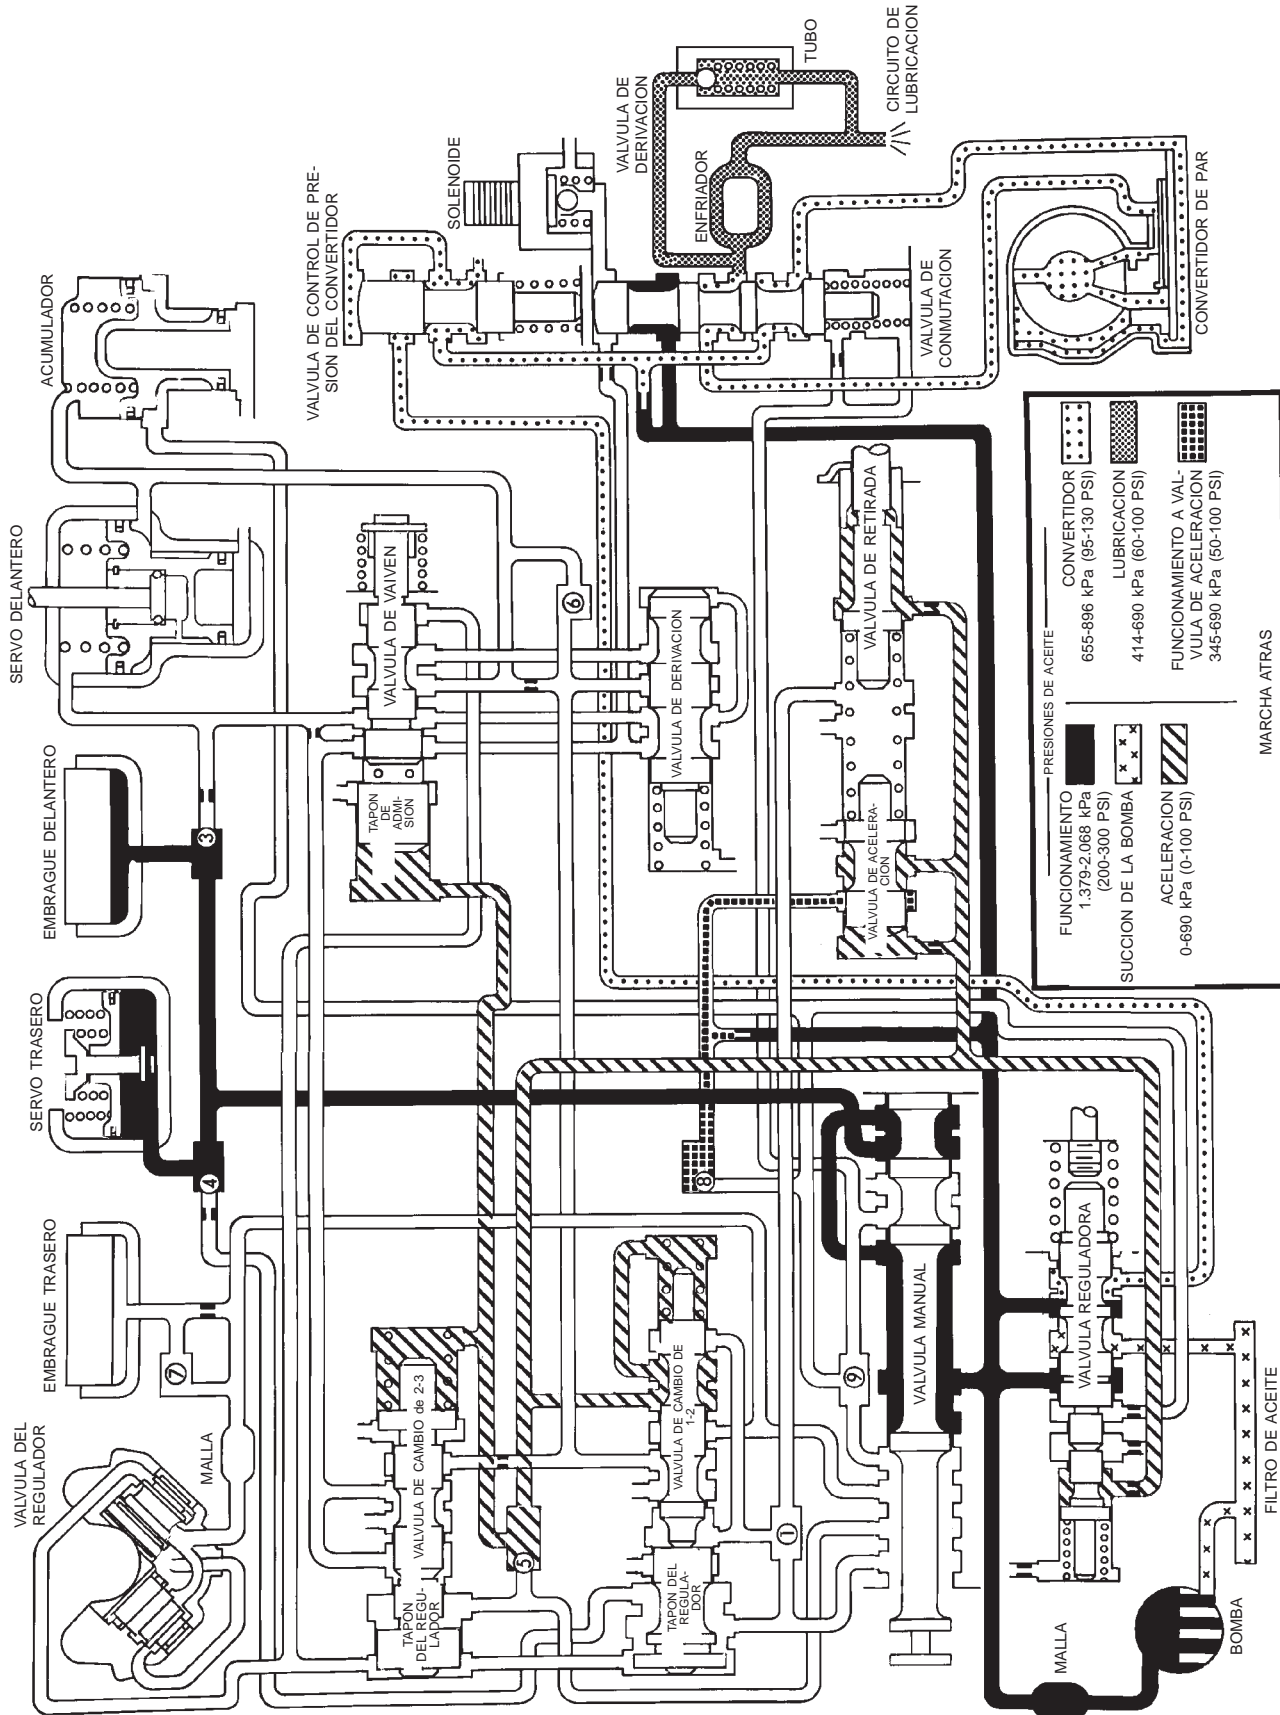 VALVULA DEL
REGULADOR
MALLA
EMBRAGUE TRASERO
SERVO TRASERO
EMBRAGUE DELANTERO
SERVO DELANTERO
ACUMULADOR
VALVULA DE CONTROL DE PRE-
SION DEL CONVERTIDOR
SOLENOIDE
VALVULA DE
DERIVACION
TUBO
ENFRIADOR
CIRCUITO DE
LUBRICACION
VALVULA DE
CONMUTACION
CONVERTIDOR DE PAR
TAPON
DE
ADMI-
SION
VALVULA DE VAIVEN
VALVULA DE DERIVACION
VALVULA DE ACELERA-
CION
VALVULA DE RETIRADA
TAPON
DEL REGU-
LADOR
VALVULA DE CAMBIO de 2-3
TAPON DEL
REGULA-
DOR
VALVULA DE CAMBIO DE
1-2
VALVULA MANUAL
VALVULA REGULADORA
MALLA
BOMBA
FILTRO DE ACEITE
7
4
3
6
5
1
8
9
PRESIONES DE ACEITE
FUNCIONAMIENTO
1.379-2.068 kPa
(200-300 PSI)
SUCCION DE LA BOMBA
ACELERACION
0-690 kPa (0-100 PSI)
CONVERTIDOR
655-896 kPa (95-130 PSI)
LUBRICACION
414-690 kPa (60-100 PSI)
FUNCIONAMIENTO A VAL-
VULA DE ACELERACION
345-690 kPa (50-100 PSI)
MARCHA ATRAS